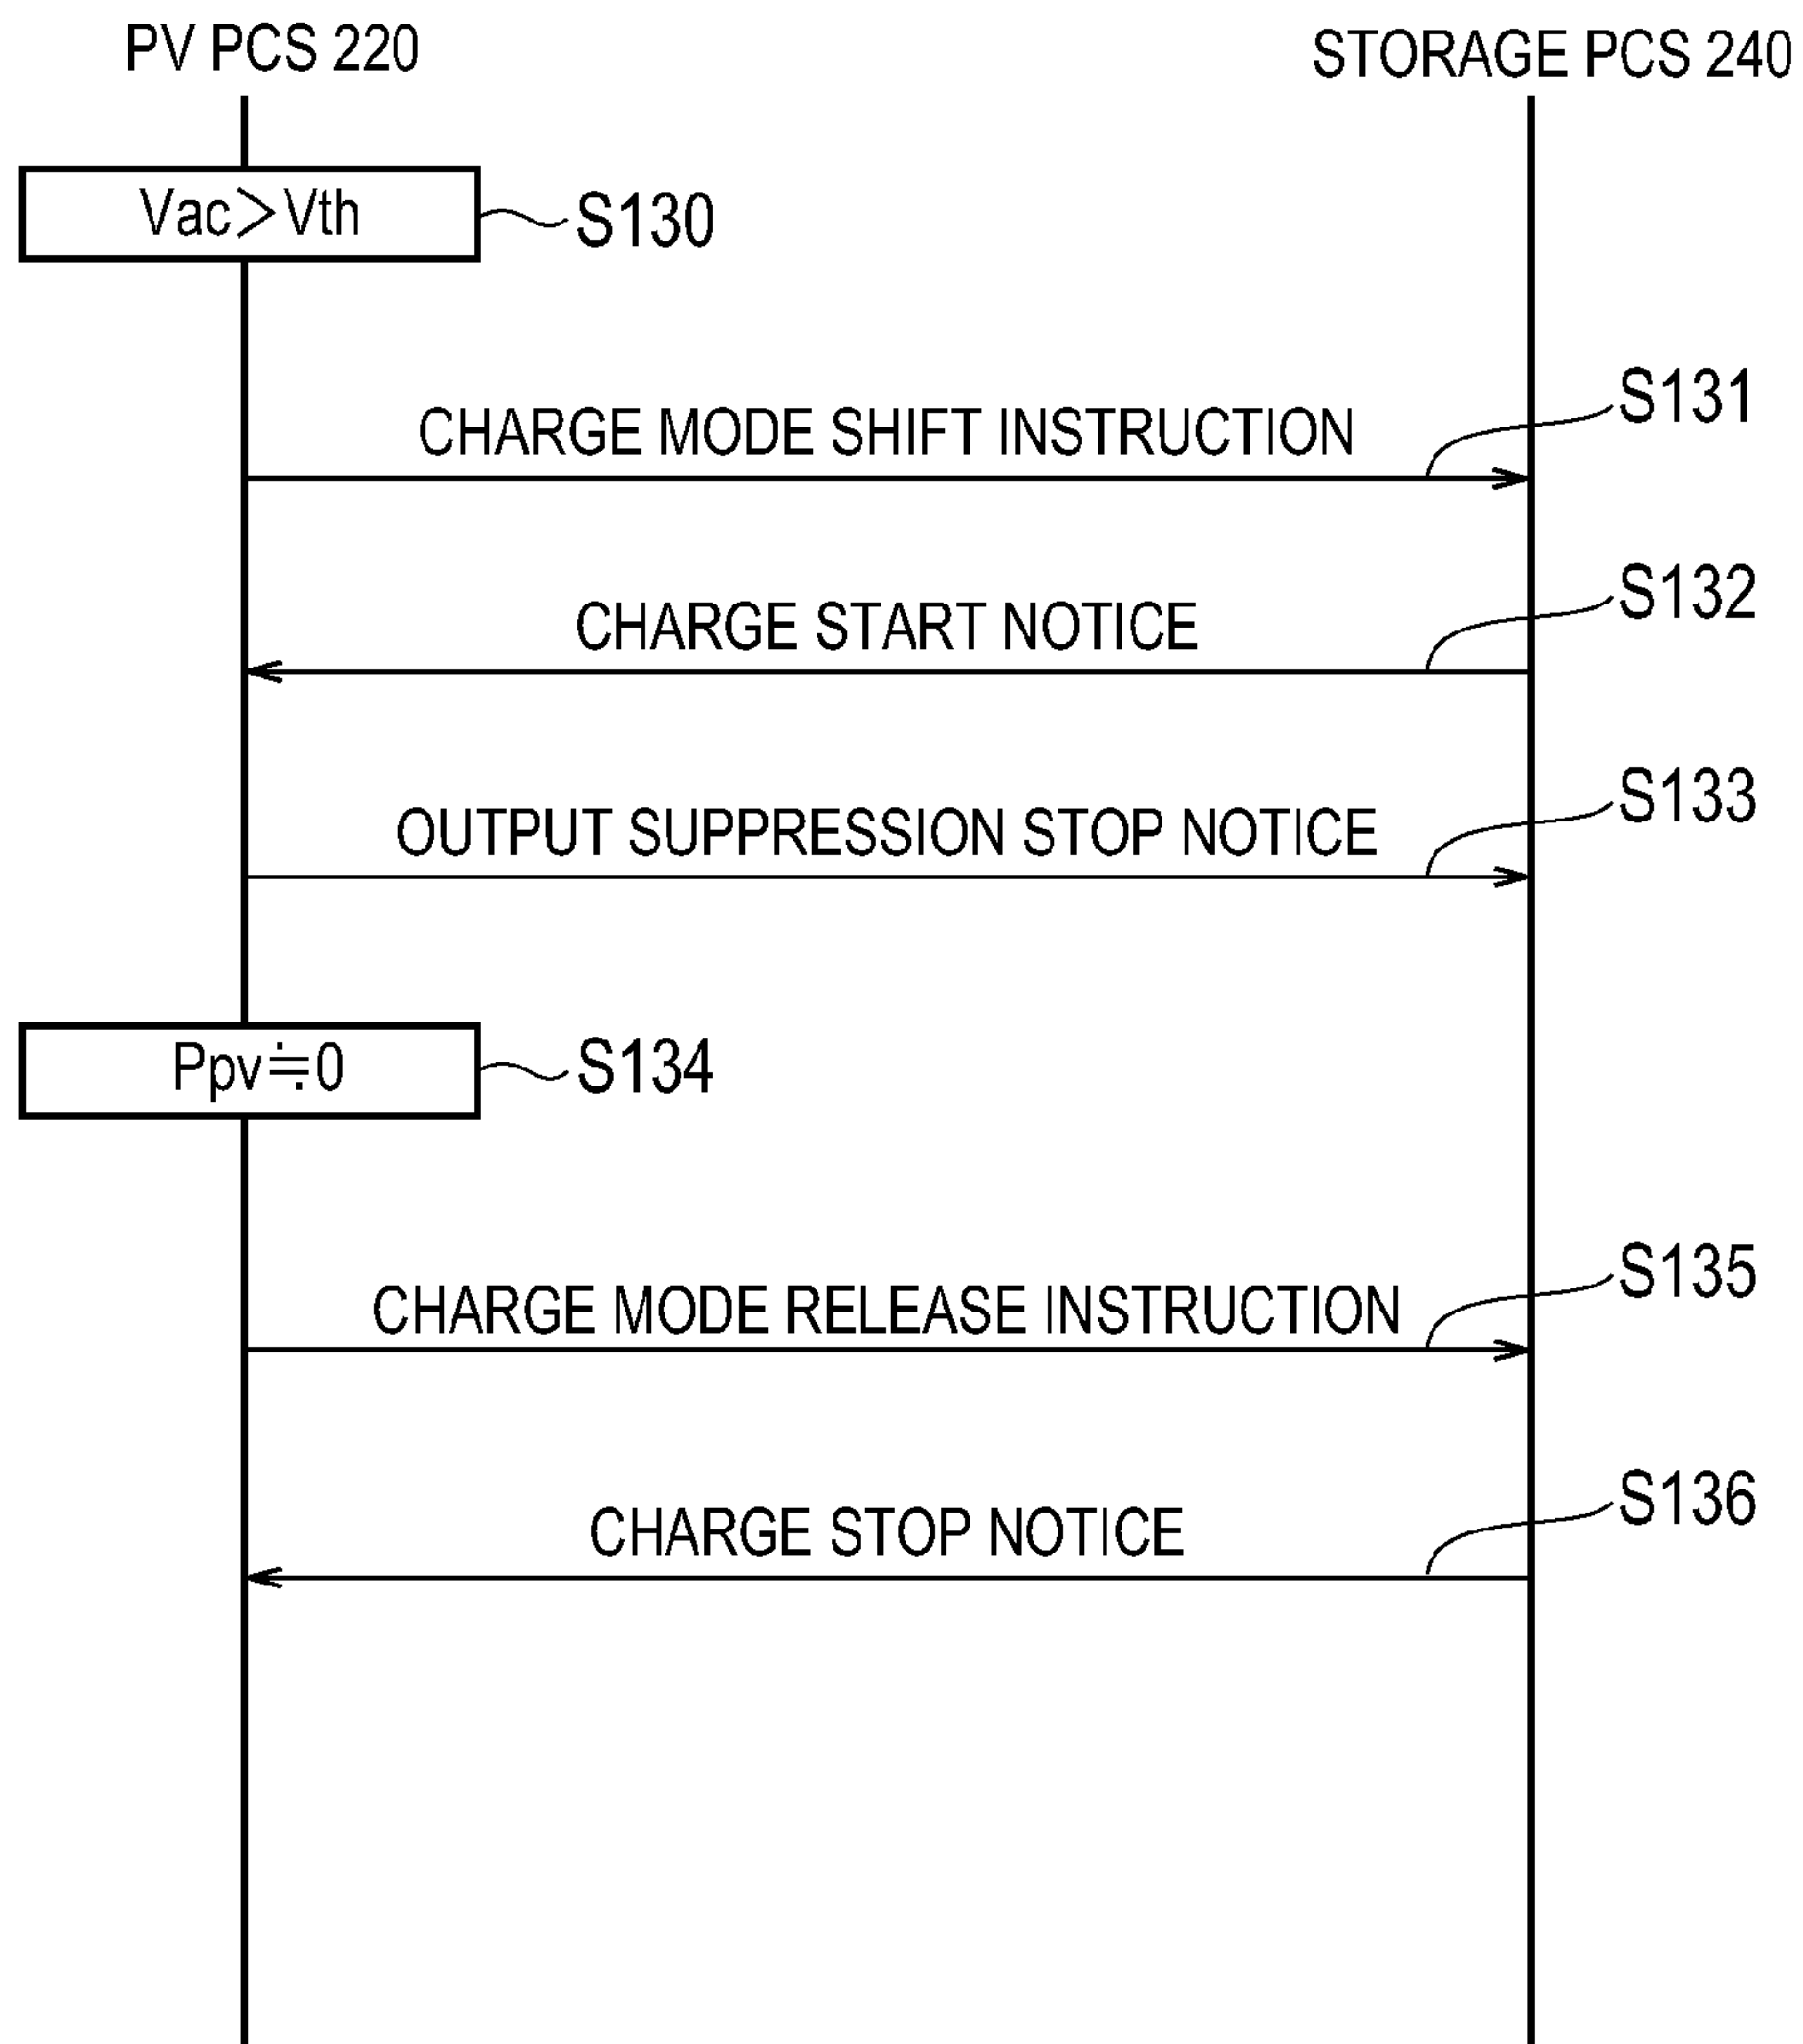 PV PCS 220
STORAGE PCS 240
Vac>Vth
S130
S131
CHARGE MODE SHIFT INSTRUCTION
S132
CHARGE START NOTICE
S133
OUTPUT SUPPRESSION STOP NOTICE
Ppv≒0
S134
S135
CHARGE MODE RELEASE INSTRUCTION
S136
CHARGE STOP NOTICE